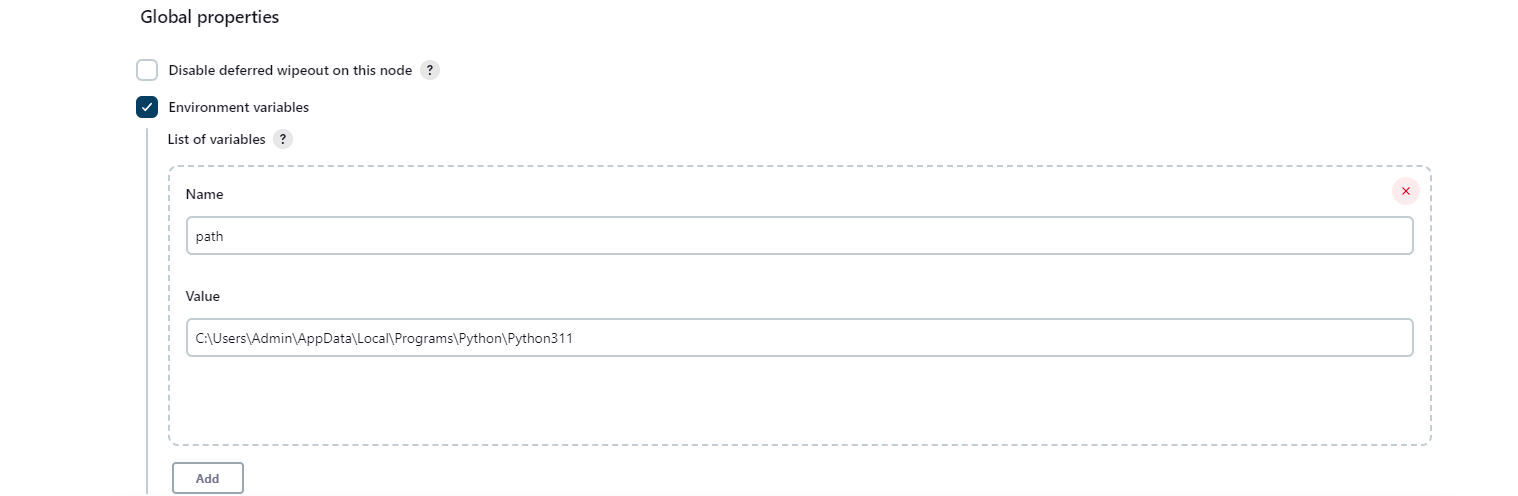 Global properties
Disable deferred wipeout on this node ?
Environment variables
List of variables ?
Name
path
Value
C:\Users\Admin\AppData\Local\Programs\Python\Python311
Add